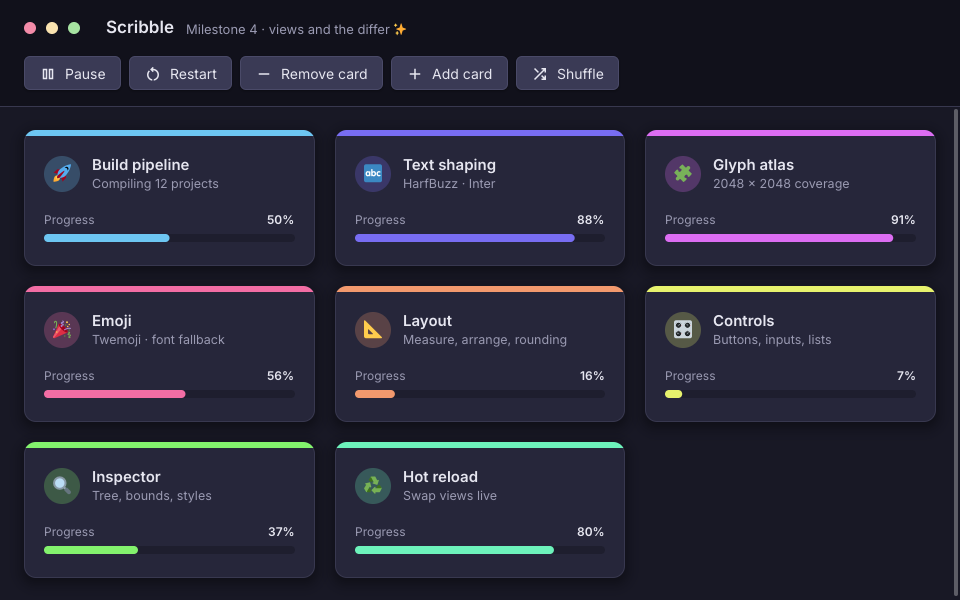 Scribble Milestone 4 · views and the differ ✨
Pause Restart Remove card Add card Shuffle
Build pipeline
Compiling 12 projects
Progress 50%
Text shaping
HarfBuzz · Inter
Progress 88%
Glyph atlas
2048 × 2048 coverage
Progress 91%
Emoji
Twemoji · font fallback
Progress 56%
Layout
Measure, arrange, rounding
Progress 16%
Controls
Buttons, inputs, lists
Progress 7%
Inspector
Tree, bounds, styles
Progress 37%
Hot reload
Swap views live
Progress 80%